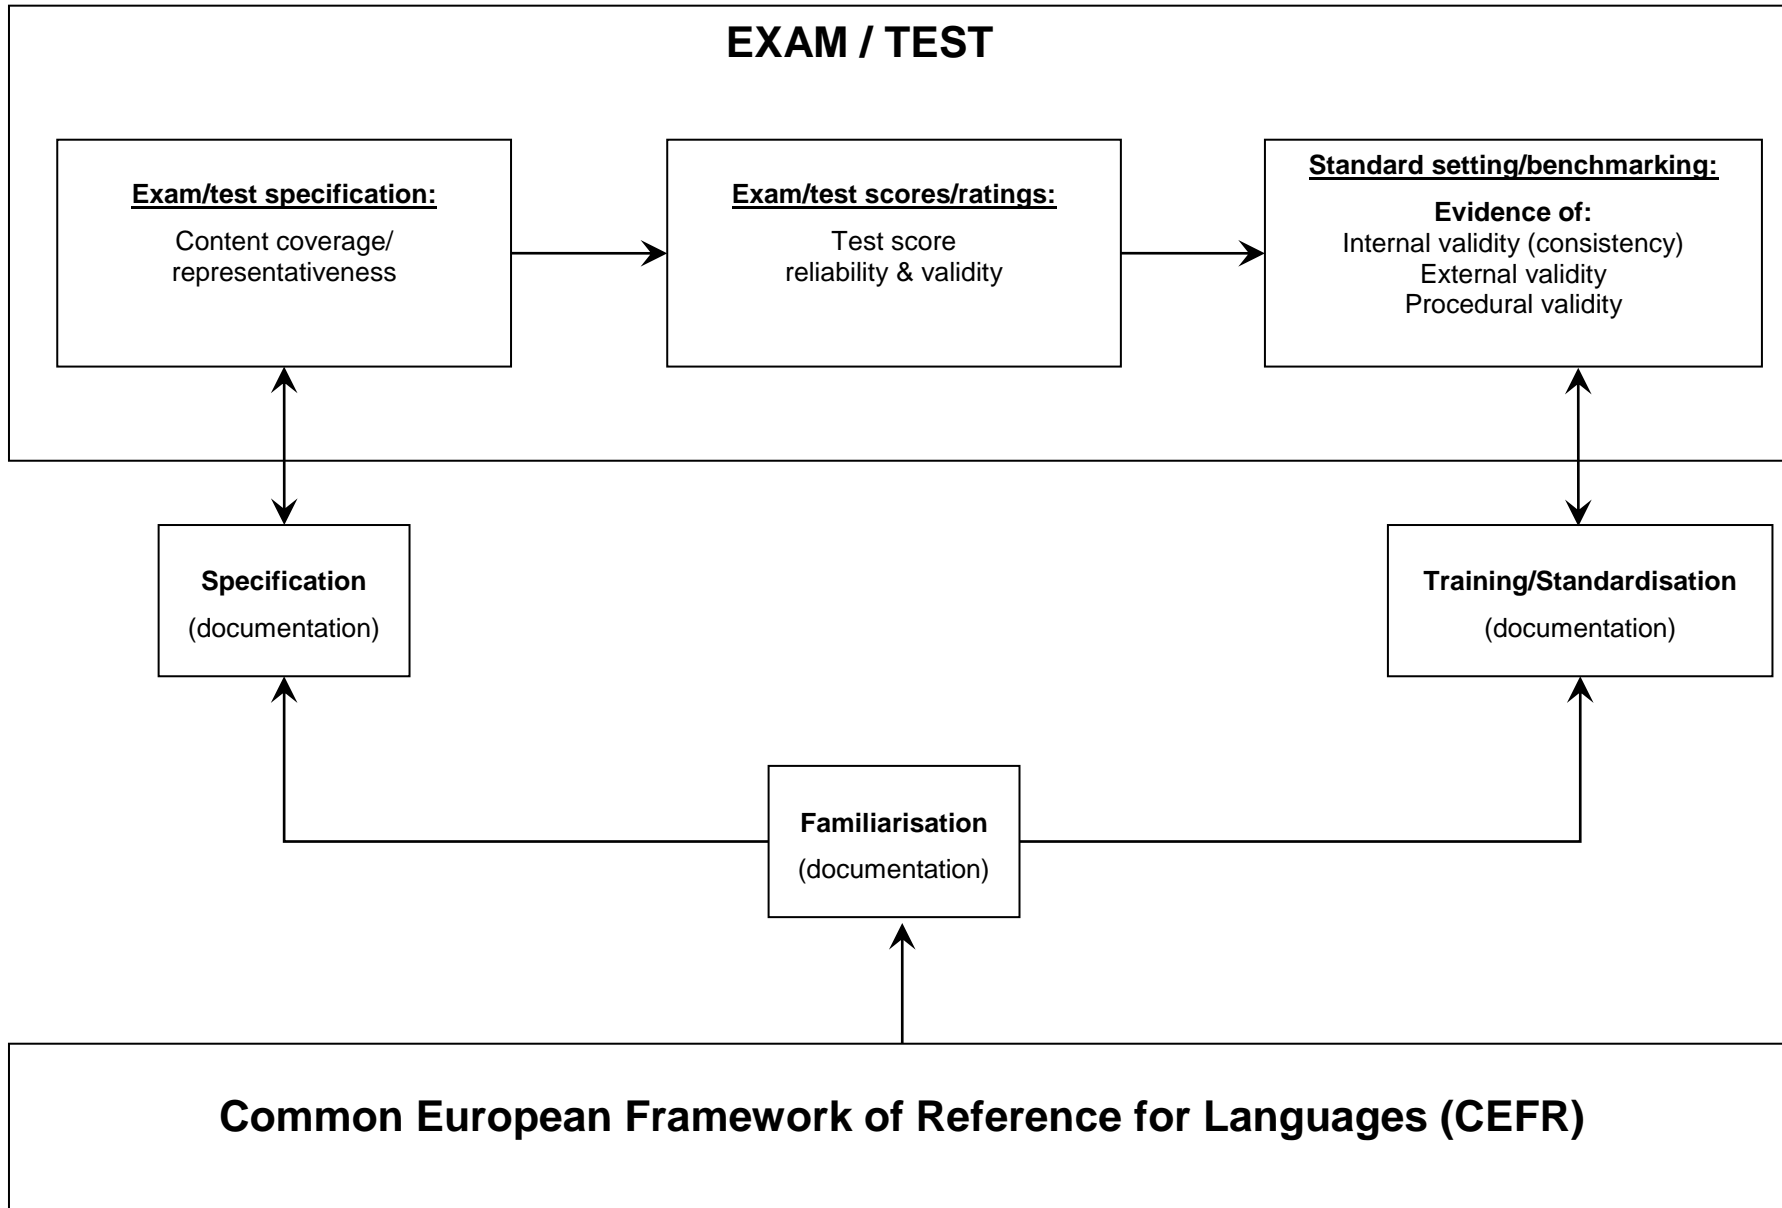 EXAM / TEST
Exam/test specification:
Content coverage/
representativeness
Exam/test scores/ratings:
Test score
reliability & validity
Standard setting/benchmarking:
Evidence of:
Internal validity (consistency)
External validity
Procedural validity
Specification
(documentation)
Training/Standardisation
(documentation)
Familiarisation
(documentation)
Common European Framework of Reference for Languages (CEFR)